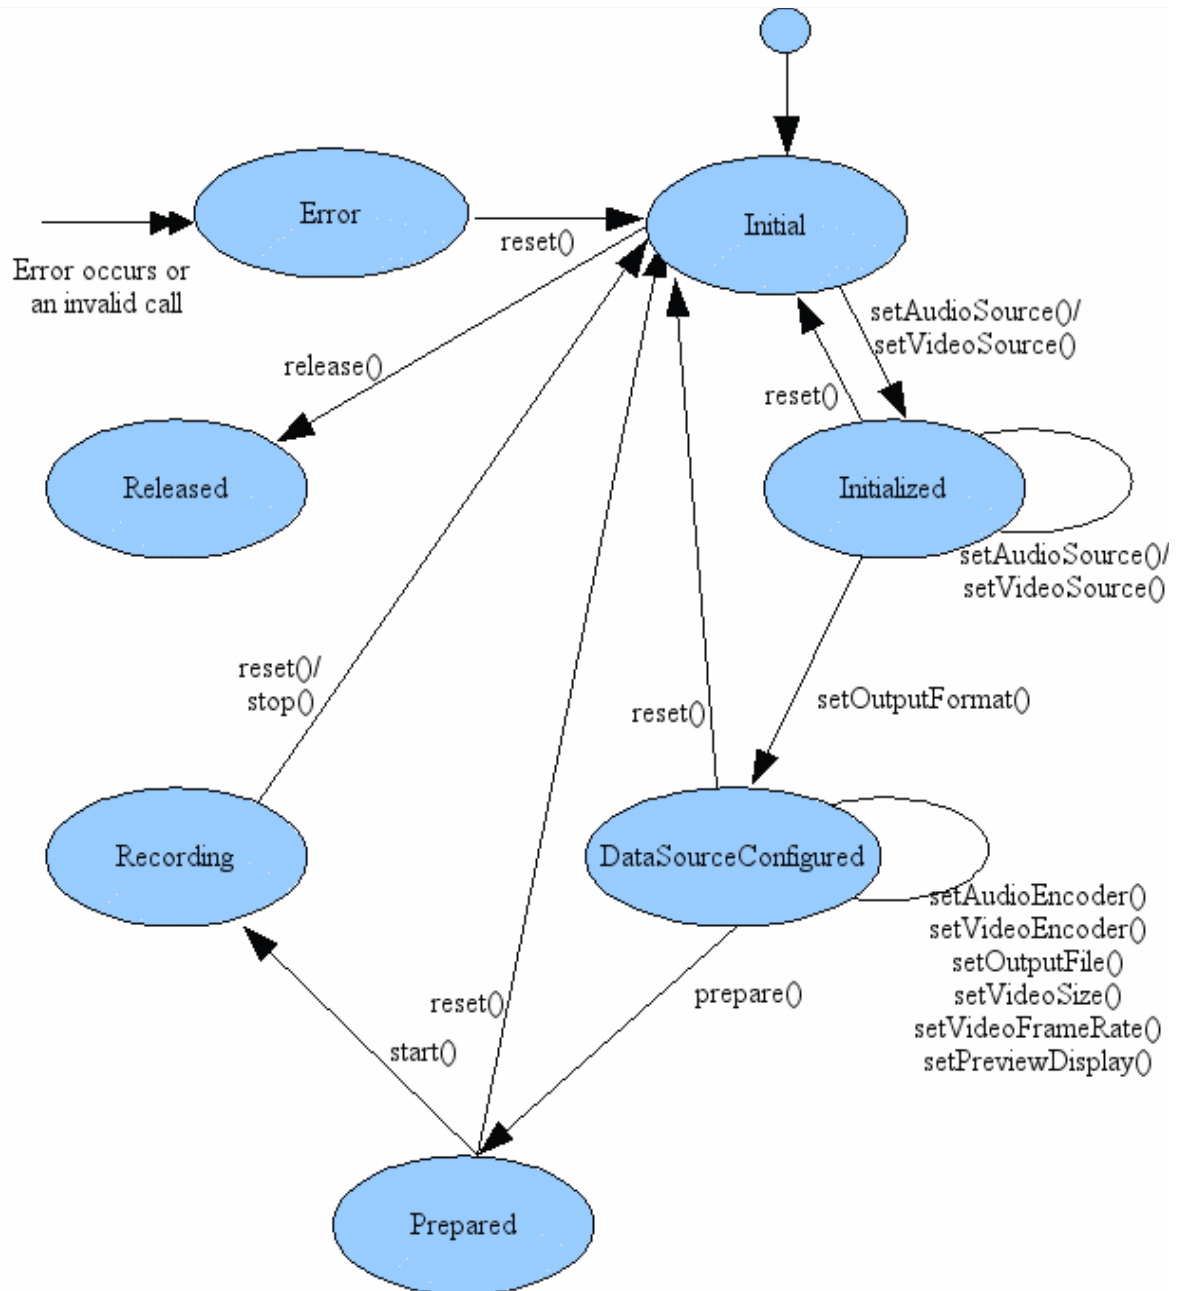 Error
Initial
reset()
Error occurs or
an invalid call
setAudioSource()/
setVideoSource()
release()
reset()
Released
Initialized
setAudioSource()/
setVideoSource()
reset()/
stop()
setOutputFormat()
reset()
Recording
DataSourceConfigured
setAudioEncoder()
setVideoEncoder()
setOutputFile()
setVideoSize()
setVideoFrameRate()
setPreviewDisplay()
prepare()
reset()
start()
Prepared